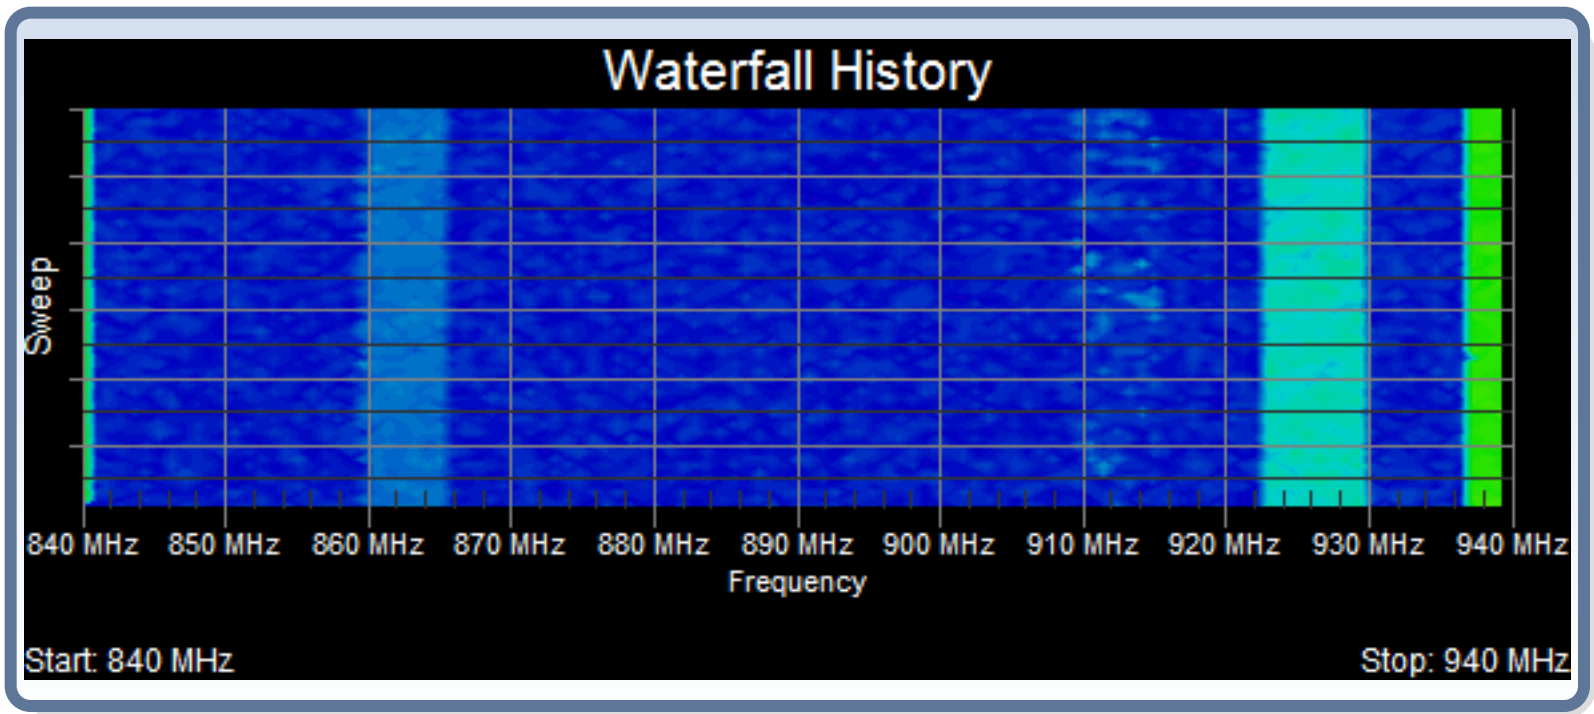 Waterfall History
Sweep
840 MHz 850 MHz 860 MHz 870 MHz 880 MHz 890 MHz 900 MHz 910 MHz 920 MHz 930 MHz 940 MHz
Frequency
Start: 840 MHz Stop: 940 MHz